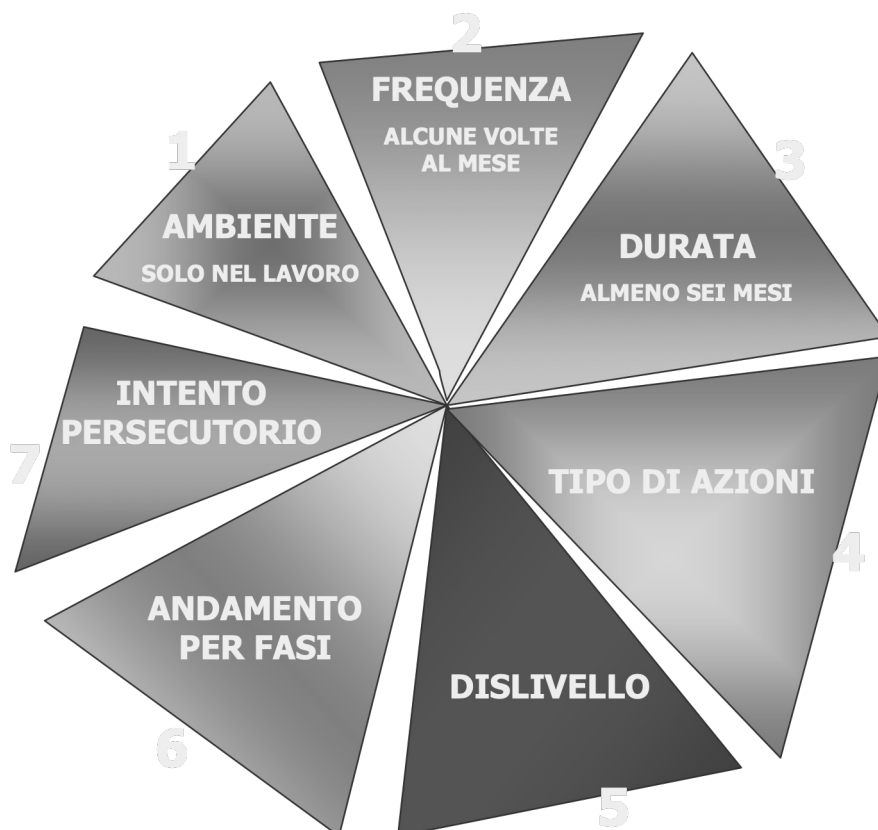 1
AMBIENTE
SOLO NEL LAVORO
2
FREQUENZA
ALCUNE VOLTE
AL MESE
3
DURATA
ALMENO SEI MESI
4
TIPO DI AZIONI
5
DISLIVELLO
6
ANDAMENTO
PER FASI
7
INTENTO
PERSECUTORIO